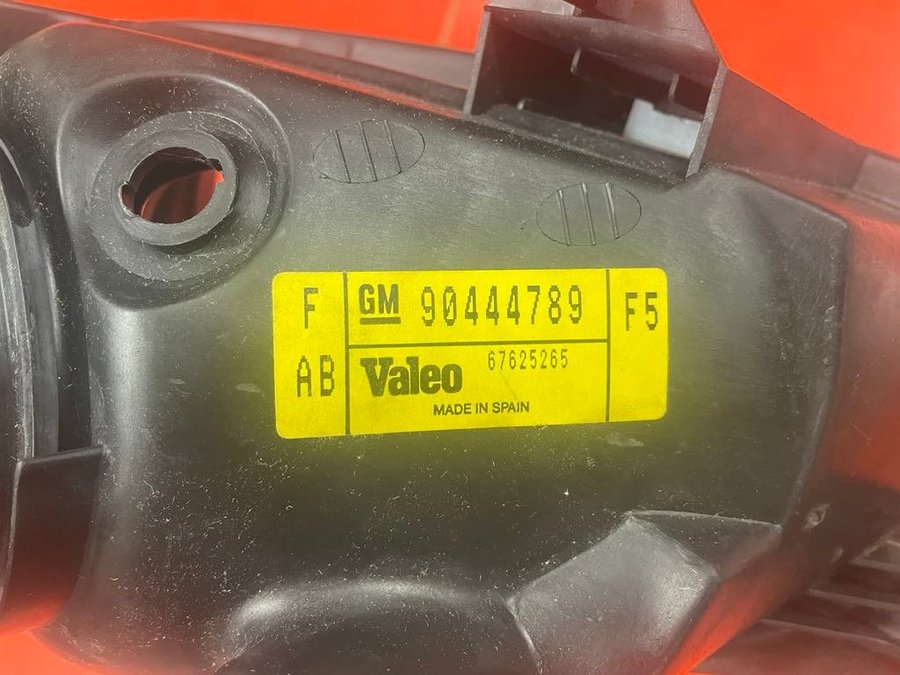 F
AB
GM 90444789
Valeo 67625265
MADE IN SPAIN
F5